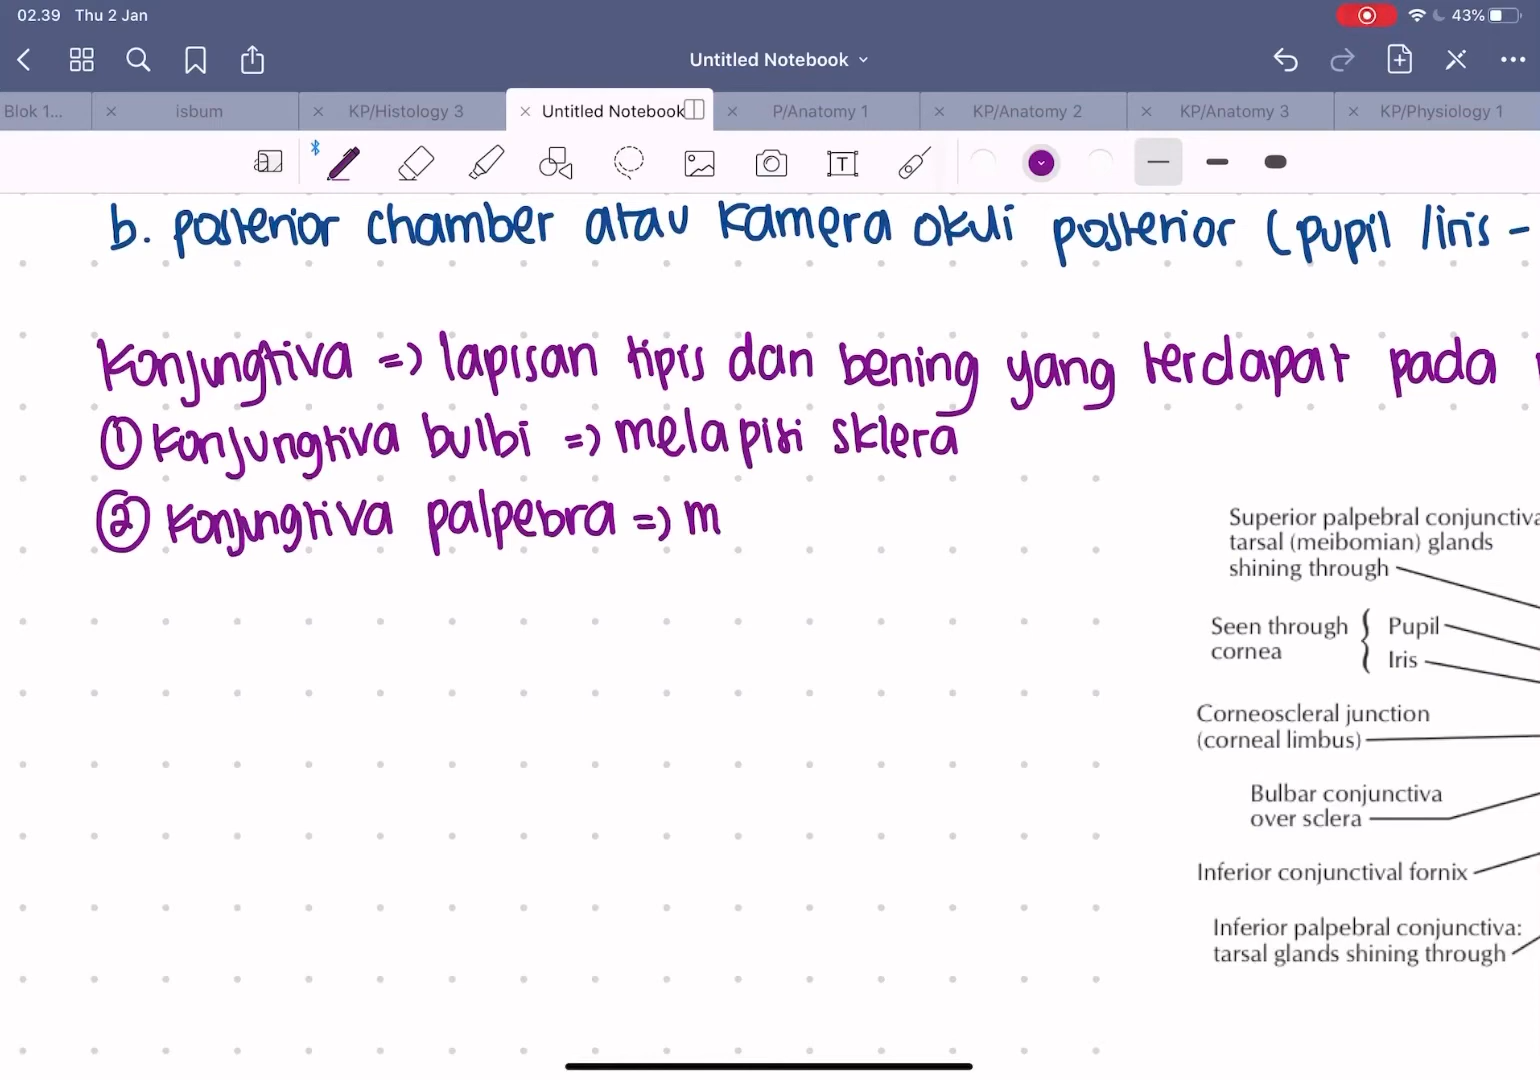 02.39 Thu 2 Jan 43%
Untitled Notebook
Blok 1... isbum KP/Histology 3 Untitled Notebook P/Anatomy 1 KP/Anatomy 2 KP/Anatomy 3 KP/Physiology 1
b. posterior chamber atau kamera okuli posterior (pupil /iris -
Konjungtiva => lapisan tipis dan bening yang terdapat pada
① Konjungtiva bulbi => melapisi sklera
② Konjungtiva palpebra => m
Superior palpebral conjunctiva
tarsal (meibomian) glands
shining through
Seen through
cornea
Pupil
Iris
Corneoscleral junction
(corneal limbus)
Bulbar conjunctiva
over sclera
Inferior conjunctival fornix
Inferior palpebral conjunctiva:
tarsal glands shining through